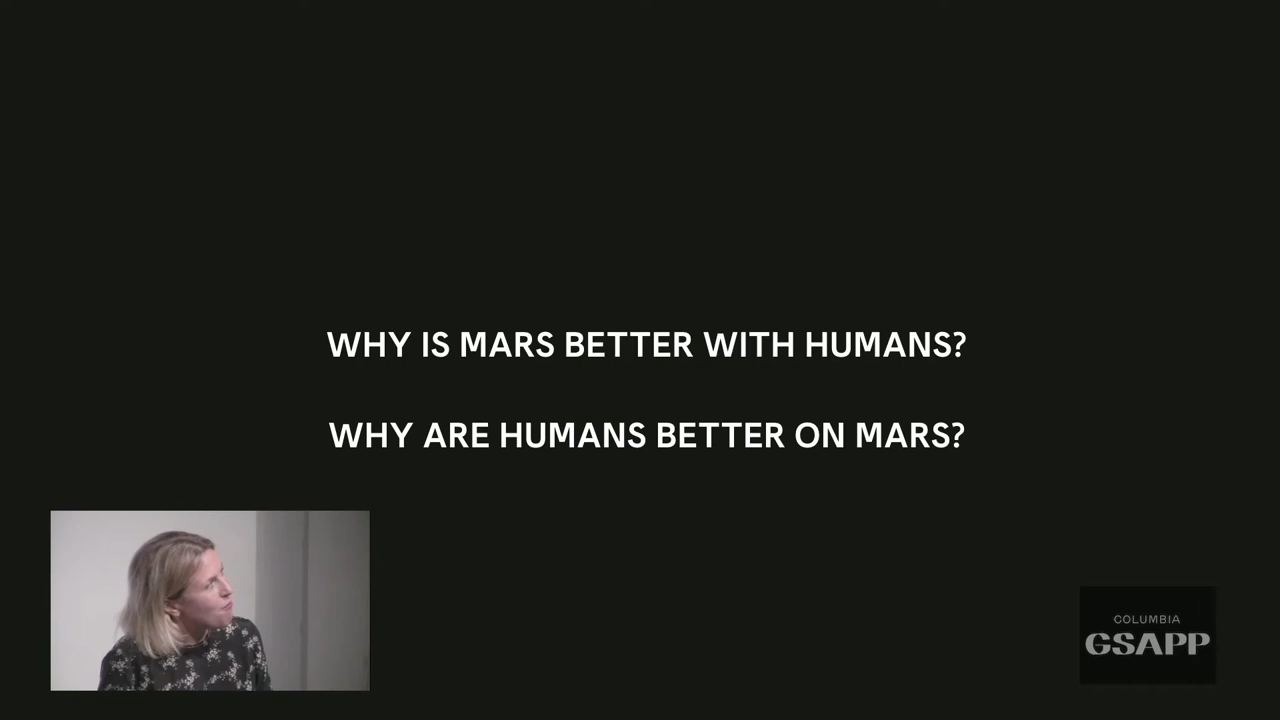 WHY IS MARS BETTER WITH HUMANS?
WHY ARE HUMANS BETTER ON MARS?
COLUMBIA
GSAPP